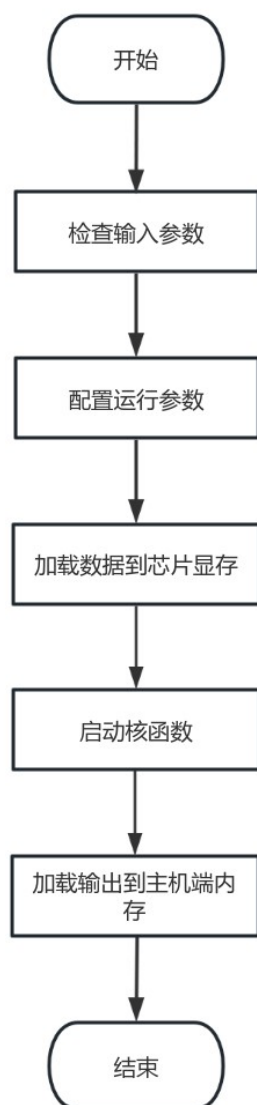 开始
检查输入参数
配置运行参数
加载数据到芯片显存
启动核函数
加载输出到主机端内
存
结束